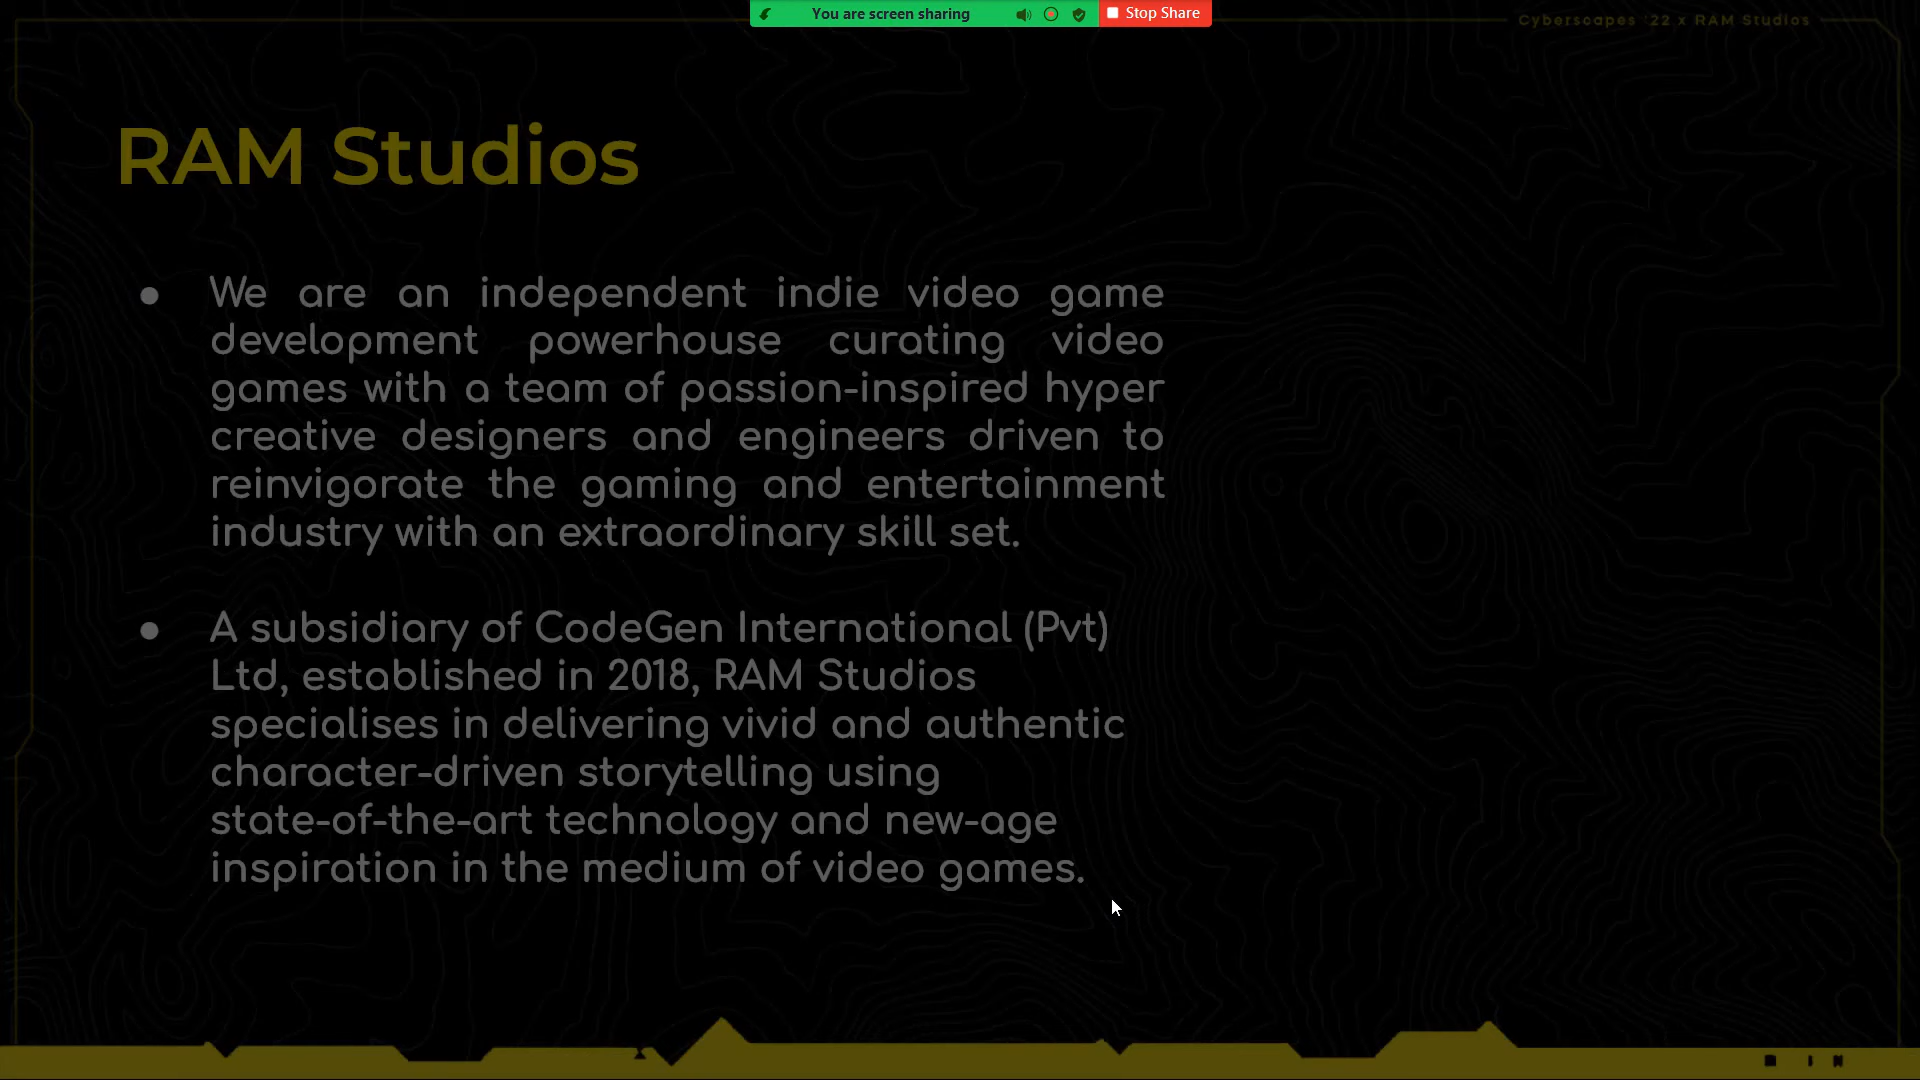 You are screen sharing
Stop Share
Cyberscapes '22 x RAM Studios
RAM Studios
● We are an independent indie video game
development powerhouse curating video
games with a team of passion-inspired hyper
creative designers and engineers driven to
reinvigorate the gaming and entertainment
industry with an extraordinary skill set.
● A subsidiary of CodeGen International (Pvt)
Ltd, established in 2018, RAM Studios
specialises in delivering vivid and authentic
character-driven storytelling using
state-of-the-art technology and new-age
inspiration in the medium of video games.